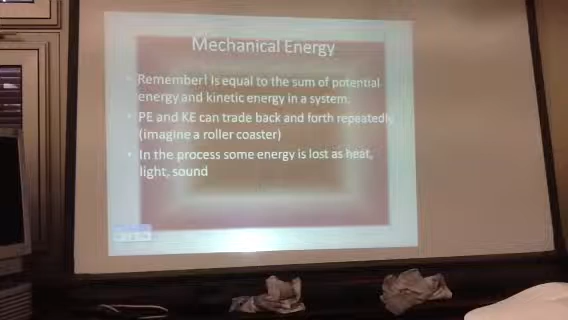 Mechanical Energy
• Remember! Is equal to the sum of potential
energy and kinetic energy in a system.
• PE and KE can trade back and forth repeatedly
(imagine a roller coaster)
• In the process some energy is lost as heat,
light, sound